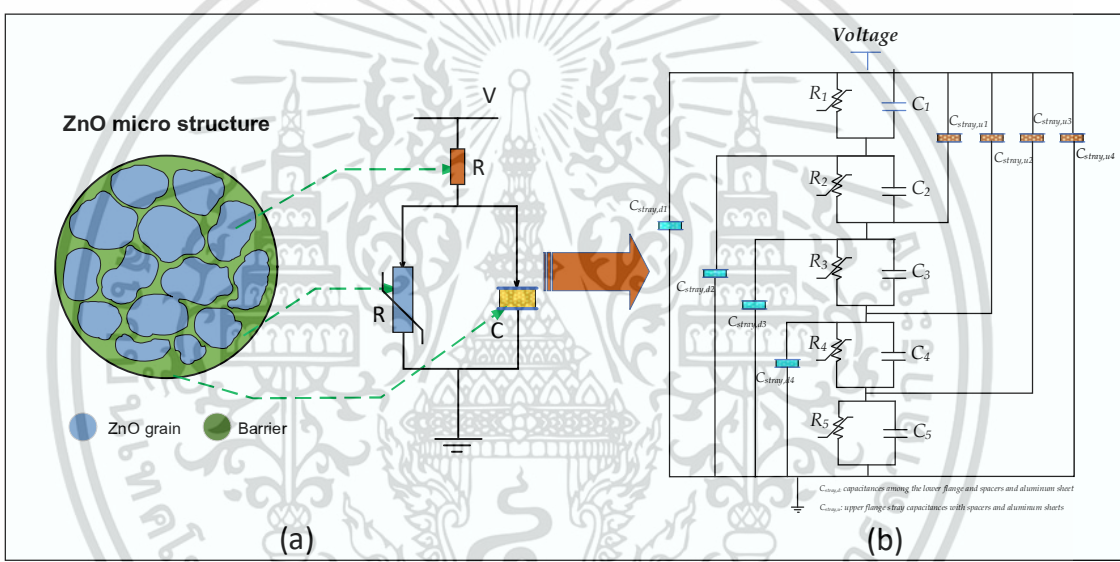 ZnO micro structure
V
R
R
C
ZnO grain
Barrier
(a)
Voltage
R1
C1
Cstray,u1
Cstray,u3
Cstray,u2
Cstray,u4
R2
C2
Cstray,d1
R3
C3
Cstray,d2
Cstray,d3
R4
C4
Cstray,d4
R5
C5
Cstray,d: capacitances among the lower flange and spacers and aluminum sheet
Cstray,u: upper flange stray capacitances with spacers and aluminum sheets
(b)